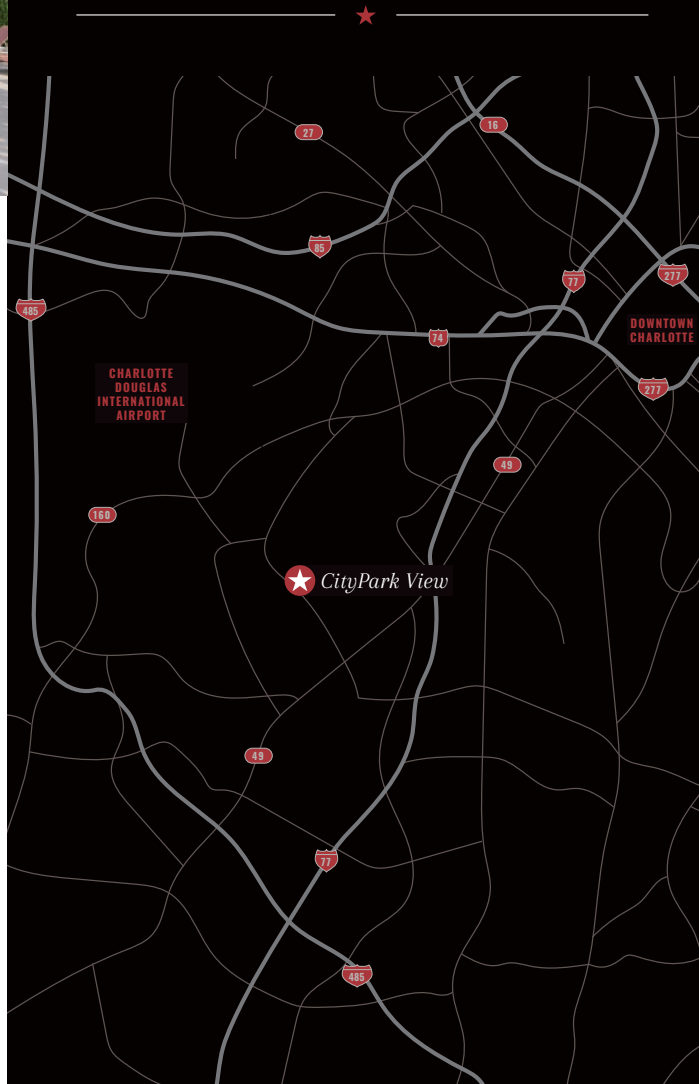 16
27
85
277
77
485
DOWNTOWN
CHARLOTTE
74
CHARLOTTE
DOUGLAS
INTERNATIONAL
AIRPORT
277
49
160
CityPark View
49
77
485